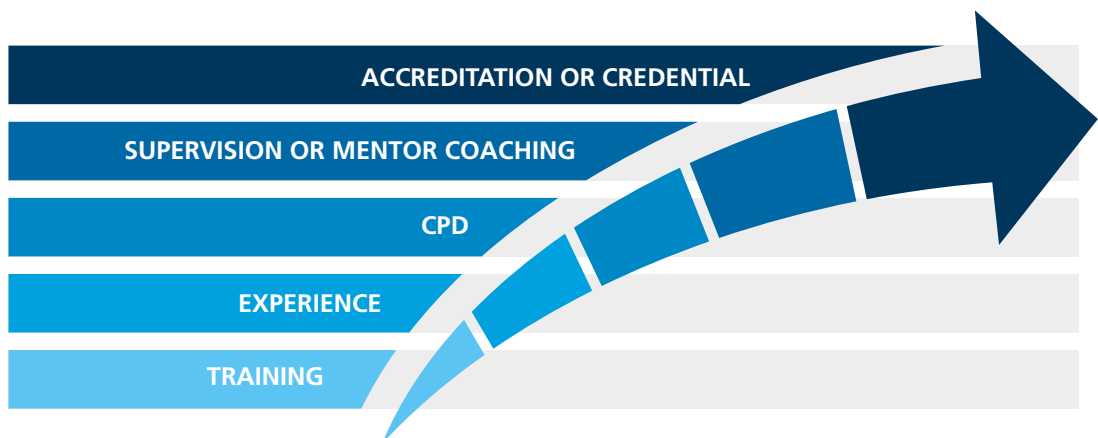 ACCREDITATION OR CREDENTIAL
SUPERVISION OR MENTOR COACHING
CPD
EXPERIENCE
TRAINING